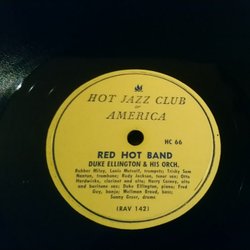 HOT JAZZ CLUB
OF
AMERICA
HC 66
RED HOT BAND
DUKE ELLINGTON & HIS ORCH.
Bubber Miley, Louis Metcalf, trumpets; Tricky Sam
Nanton, trombone; Rudy Jackson, tenor sax; Otto
Hardwicke, clarinet and alto; Harry Carney, alto
and baritone sax; Duke Ellington, piano; Fred
Guy, banjo; Wellman Braud, bass;
Sonny Greer, drums.
(RAV 142)